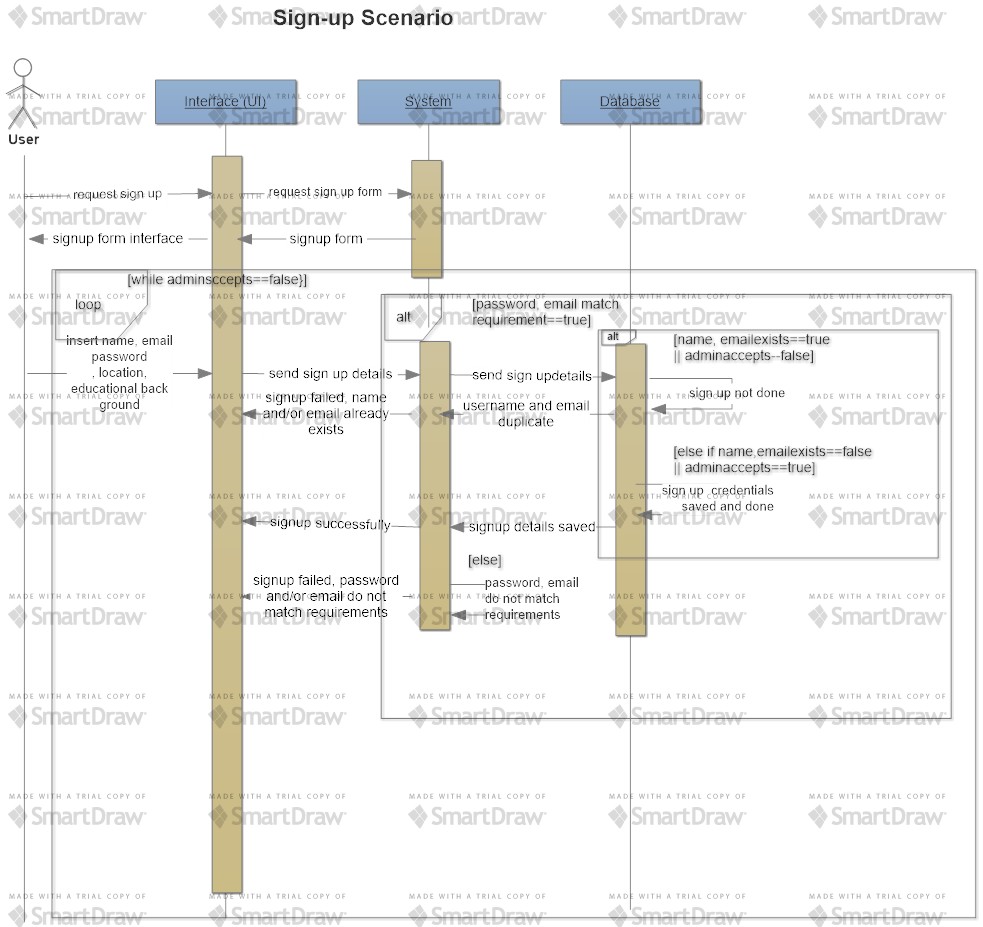 Sign-up Scenario
User
Interface (UI)
System
Database
request sign up
request sign up form
signup form interface
signup form
[while adminsccepts==false}]
loop
alt
[password, email match
requirement==true]
alt
[name, emailexists==true
|| adminaccepts--false]
insert name, email
password
, location,
educational back
ground
send sign up details
send sign updetails
sign up not done
signup failed, name
and/or email already
exists
username and email
duplicate
[else if name,emailexists==false
|| adminaccepts==true]
sign up credentials
saved and done
signup successfully
signup details saved
[else]
signup failed, password
and/or email do not
match requirements
password, email
do not match
requirements
MADE WITH A TRIAL COPY OF
SmartDraw